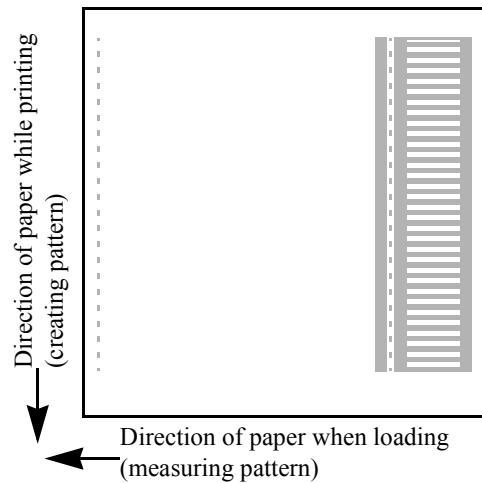 Direction of paper while printing
(creating pattern)
Direction of paper when loading
(measuring pattern)